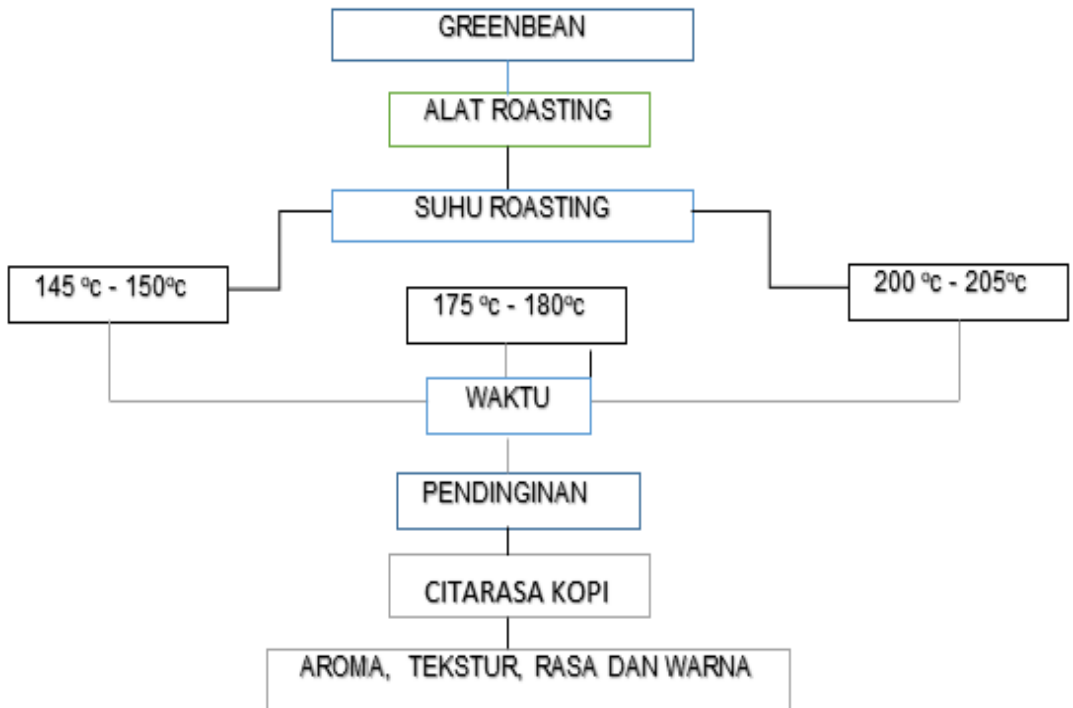 GREENBEAN
ALAT ROASTING
SUHU ROASTING
145 ºc - 150ºc
175 ºc - 180ºc
200 ºc - 205ºc
WAKTU
PENDINGINAN
CITARASA KOPI
AROMA, TEKSTUR, RASA DAN WARNA